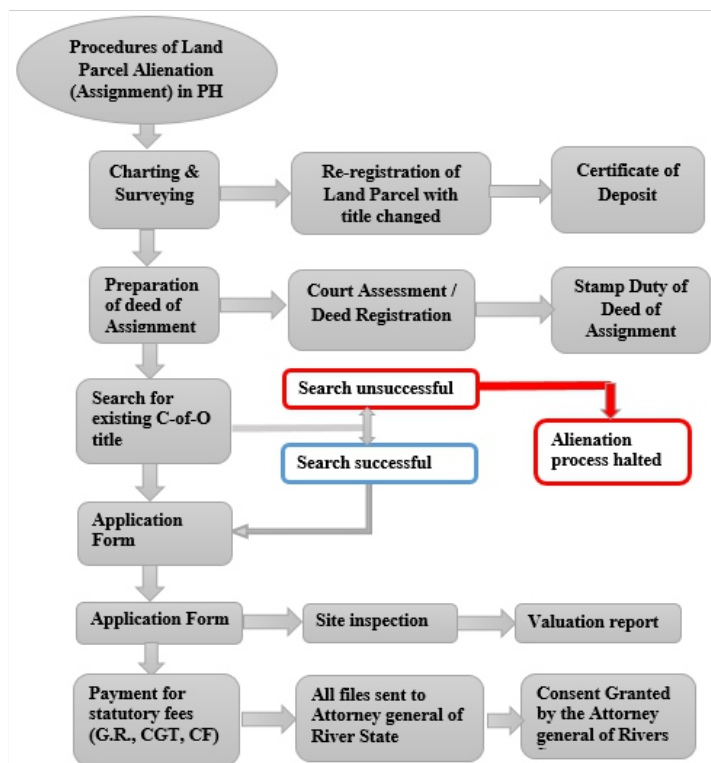 Procedures of Land
Parcel Alienation
(Assignment) in PH
Charting &
Surveying
Re-registration of
Land Parcel with
title changed
Certificate of
Deposit
Preparation
of deed of
Assignment
Court Assessment /
Deed Registration
Stamp Duty of
Deed of
Assignment
Search for
existing C-of-O
title
Search unsuccessful
Search successful
Alienation
process halted
Application
Form
Application Form
Site inspection
Valuation report
Payment for
statutory fees
(G.R., CGT, CF)
All files sent to
Attorney general of
River State
Consent Granted
by the Attorney
general of Rivers